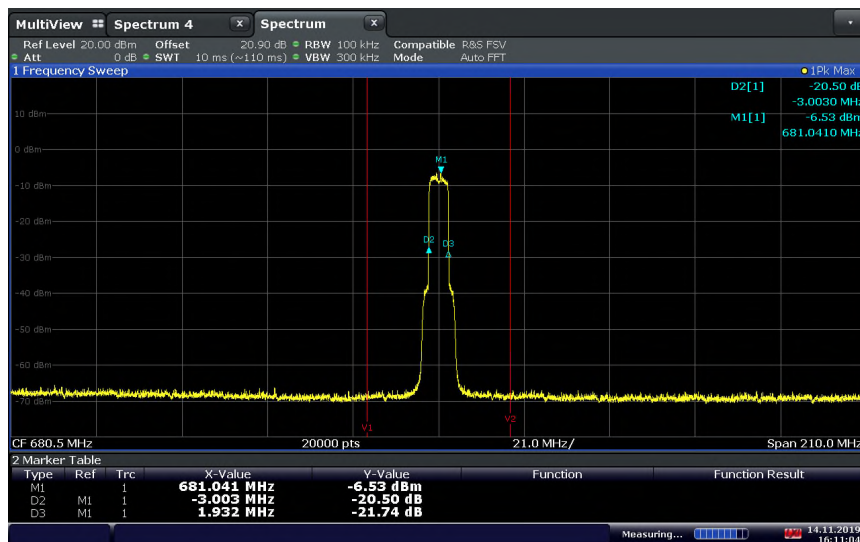 MultiView Spectrum 4 X Spectrum X
Ref Level 20.00 dBm Offset 20.90 dB RBW 100 kHz Compatible R&S FSV
Att 0 dB SWT 10 ms (~110 ms) VBW 300 kHz Mode Auto FFT
1 Frequency Sweep 1Pk Max
D2[1] -20.50 dB
-3.0030 MHz
M1[1] -6.53 dBm
681.0410 MHz
10 dBm
0 dBm
M1
-10 dBm
-20 dBm
D2 D3
-30 dBm
-40 dBm
-50 dBm
-60 dBm
-70 dBm
V1 V2
CF 680.5 MHz 20000 pts 21.0 MHz/ Span 210.0 MHz
2 Marker Table
Type Ref Trc X-Value Y-Value Function Function Result
M1 1 681.041 MHz -6.53 dBm
D2 M1 1 -3.003 MHz -20.50 dB
D3 M1 1 1.932 MHz -21.74 dB
Measuring... 14.11.2019
16:11:04